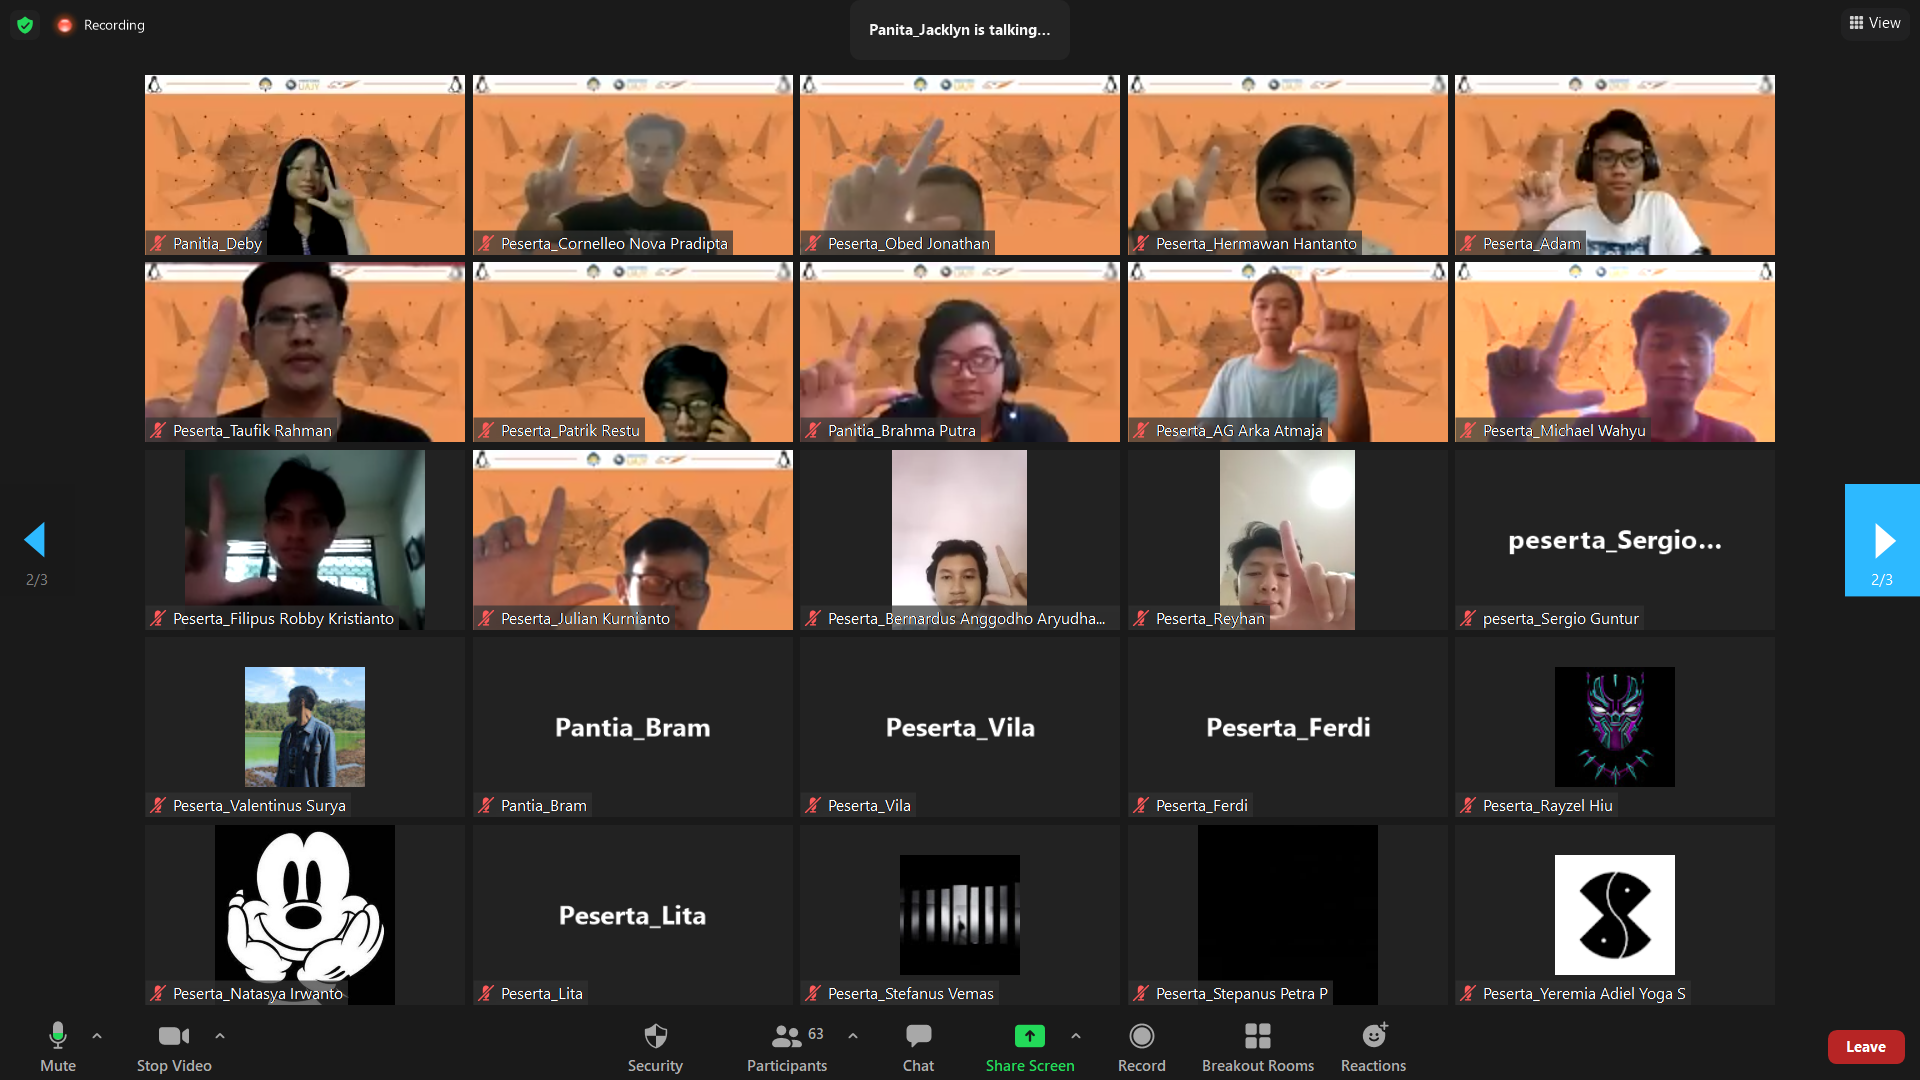 Recording
Panita_Jacklyn is talking...
View
Panitia_Deby
Peserta_Cornelleo Nova Pradipta
Peserta_Obed Jonathan
Peserta_Hermawan Hantanto
Peserta_Adam
Peserta_Taufik Rahman
Peserta_Patrik Restu
Panitia_Brahma Putra
Peserta_AG Arka Atmaja
Peserta_Michael Wahyu
2/3
Peserta_Filipus Robby Kristianto
Peserta_Julian Kurnianto
Peserta_Bernardus Anggodho Aryudha...
Peserta_Reyhan
peserta_Sergio...
peserta_Sergio Guntur
2/3
Peserta_Valentinus Surya
Pantia_Bram
Pantia_Bram
Peserta_Vila
Peserta_Vila
Peserta_Ferdi
Peserta_Ferdi
Peserta_Rayzel Hiu
Peserta_Natasya Irwanto
Peserta_Lita
Peserta_Lita
Peserta_Stefanus Vemas
Peserta_Stepanus Petra P
Peserta_Yeremia Adiel Yoga S
Mute
Stop Video
Security
Participants
63
Chat
Share Screen
Record
Breakout Rooms
Reactions
Leave